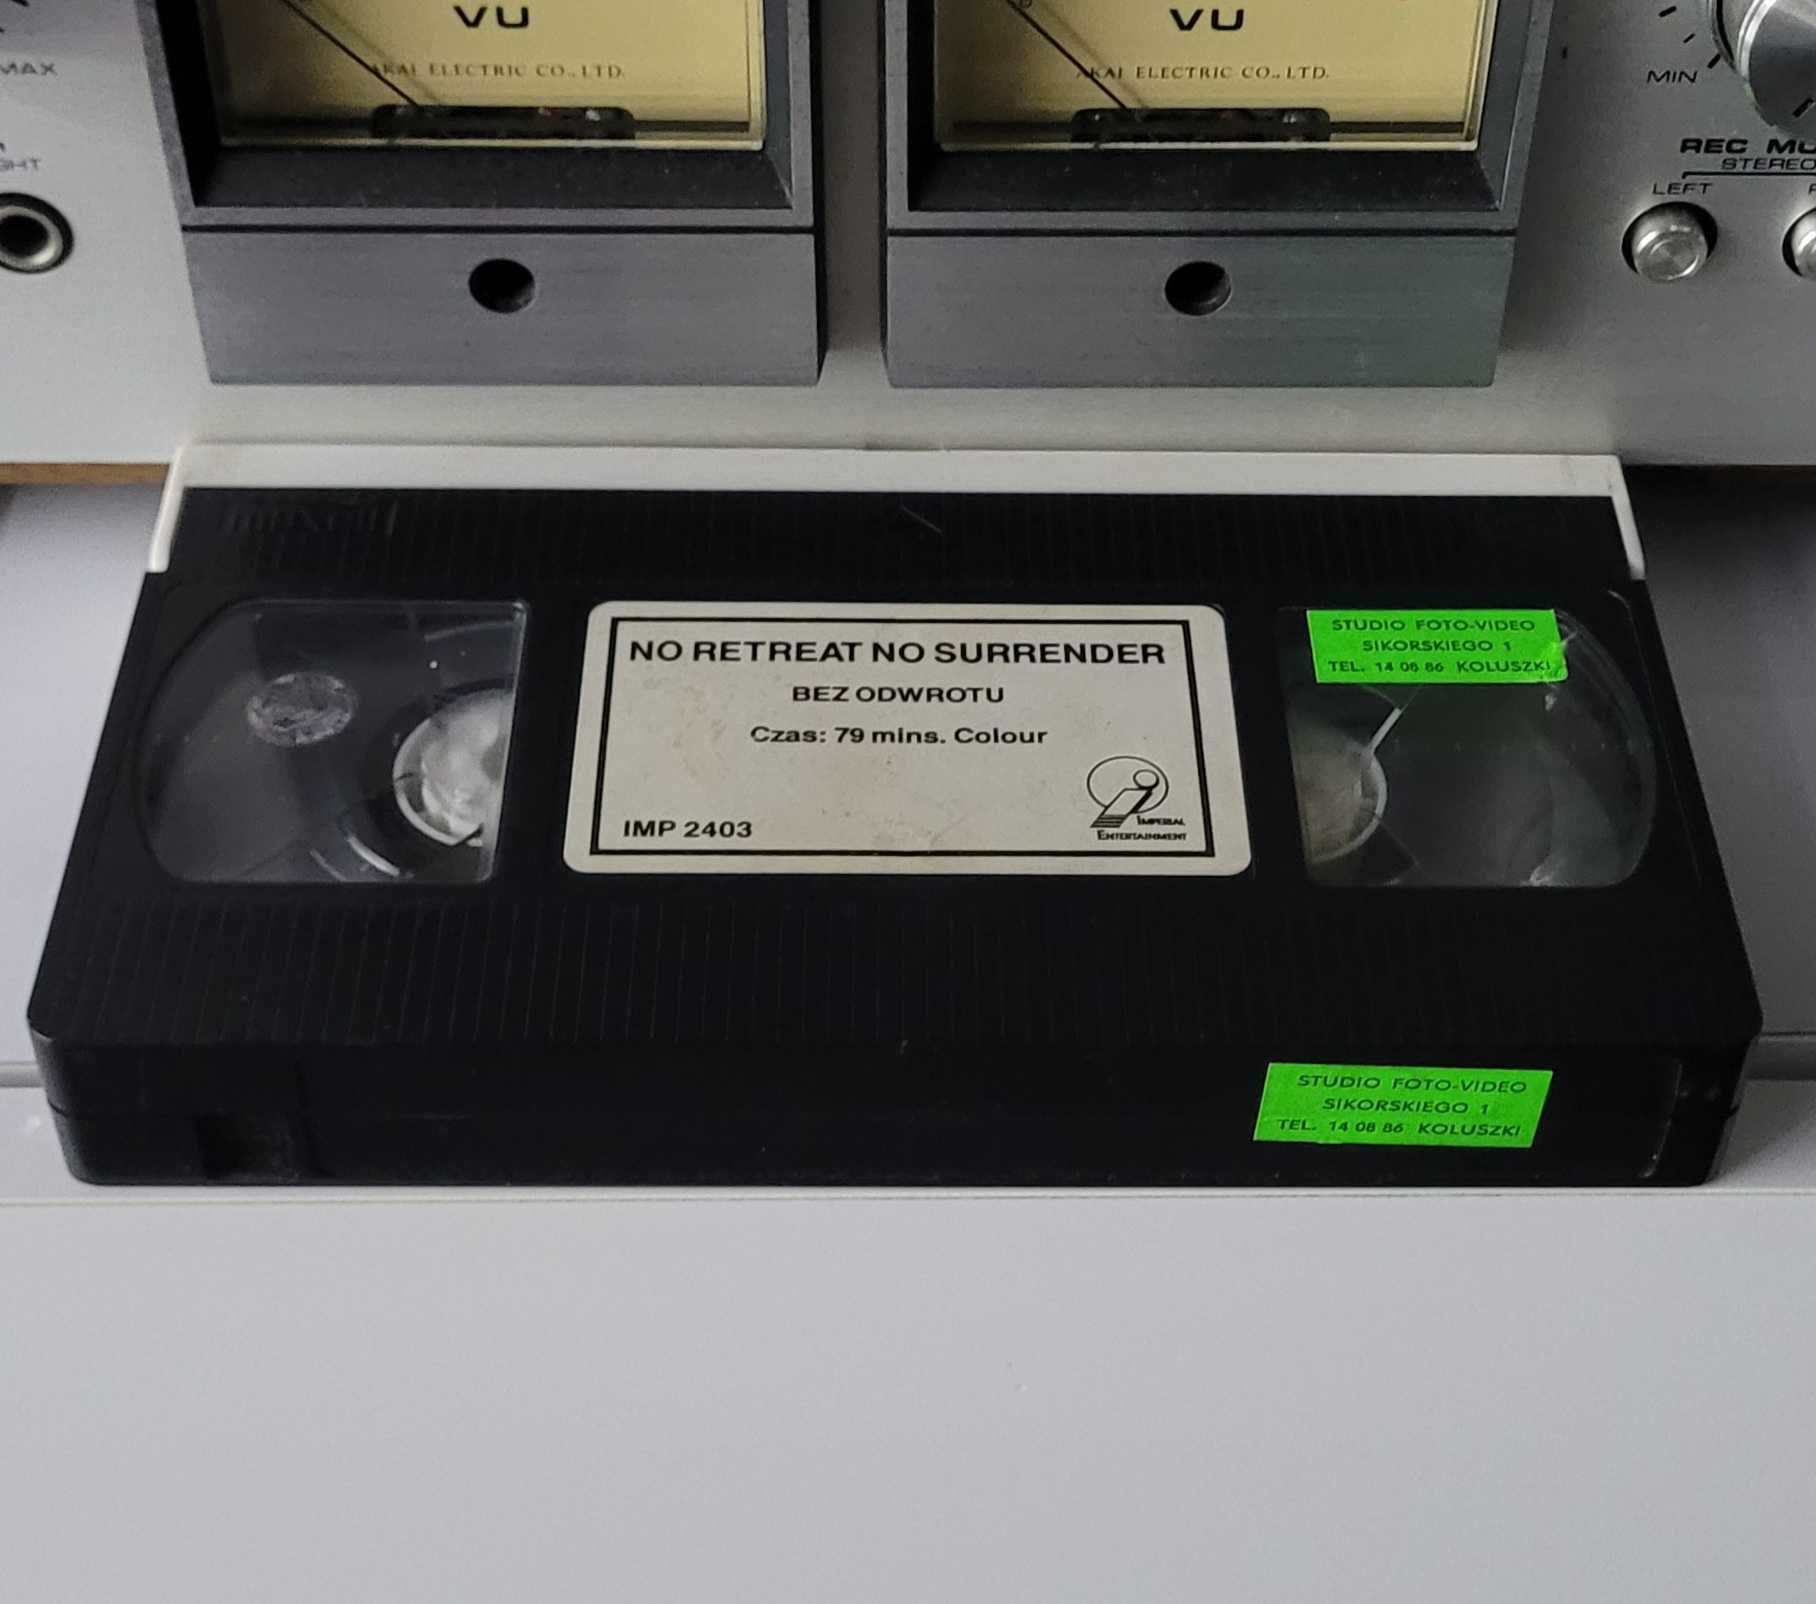 VU
AKAI ELECTRIC CO., LTD.
VU
AKAI ELECTRIC CO., LTD.
MAX
MIN
STEREO
LEFT
NO RETREAT NO SURRENDER
BEZ ODWROTU
Czas: 79 mins. Colour
IMP 2403
IMPERIAL
ENTERTAINMENT
STUDIO FOTO-VIDEO
SIKORSKIEGO 1
TEL. 14 08 86 KOLUSZKI
STUDIO FOTO-VIDEO
SIKORSKIEGO 1
TEL. 14 08 86 KOLUSZKI